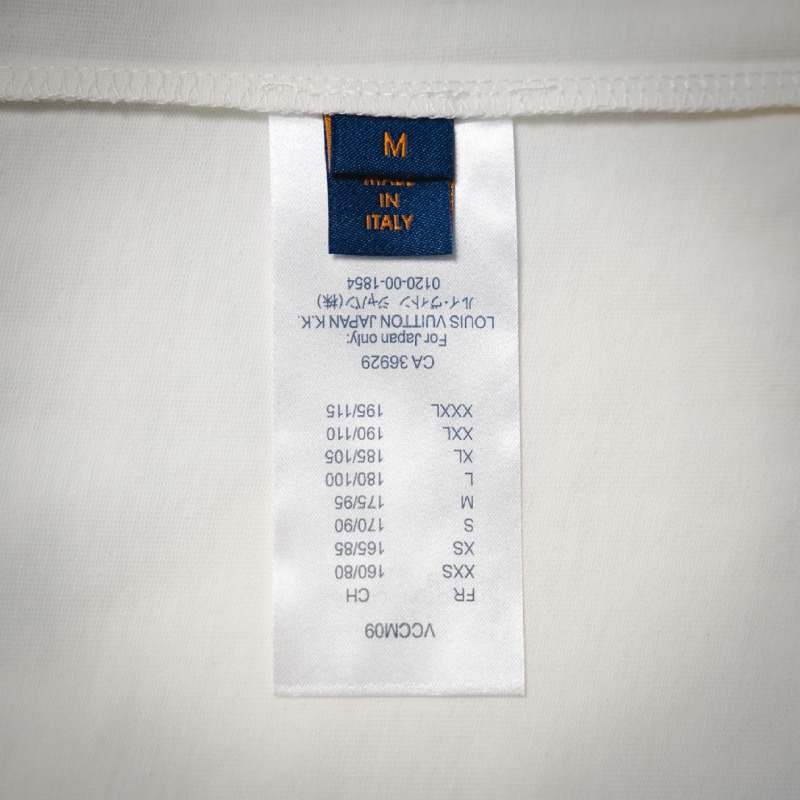 M
MADE
IN
ITALY
VCCM09
FR CH
XXS 160/80
XS 165/85
S 170/90
M 175/95
L 180/100
XL 185/105
XXL 190/110
XXXL 195/115
CA 36929
For Japan only:
LOUIS VUITTON JAPAN K.K.
ルイ・ヴィトン ジャパン(株)
0120-00-1854